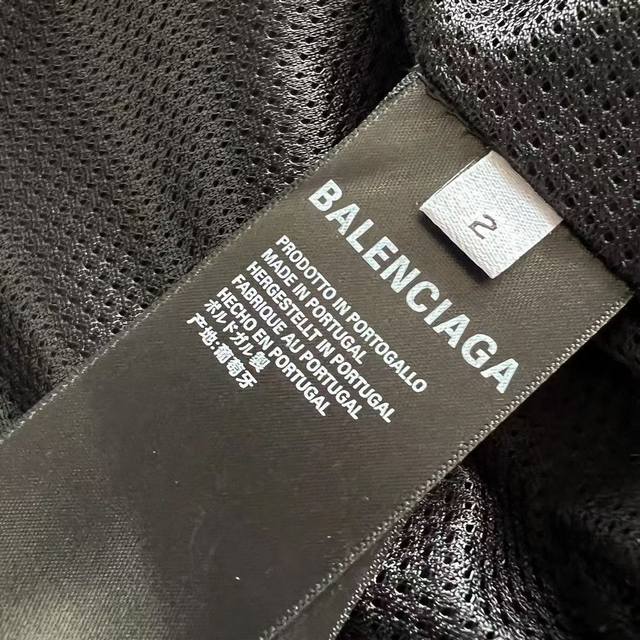 BALENCIAGA
2
PRODOTTO IN PORTOGALLO
MADE IN PORTUGAL
HERGESTELLT IN PORTUGAL
FABRIQUE AU PORTUGAL
HECHO EN PORTUGAL
ポルトガル製
产地:葡萄牙